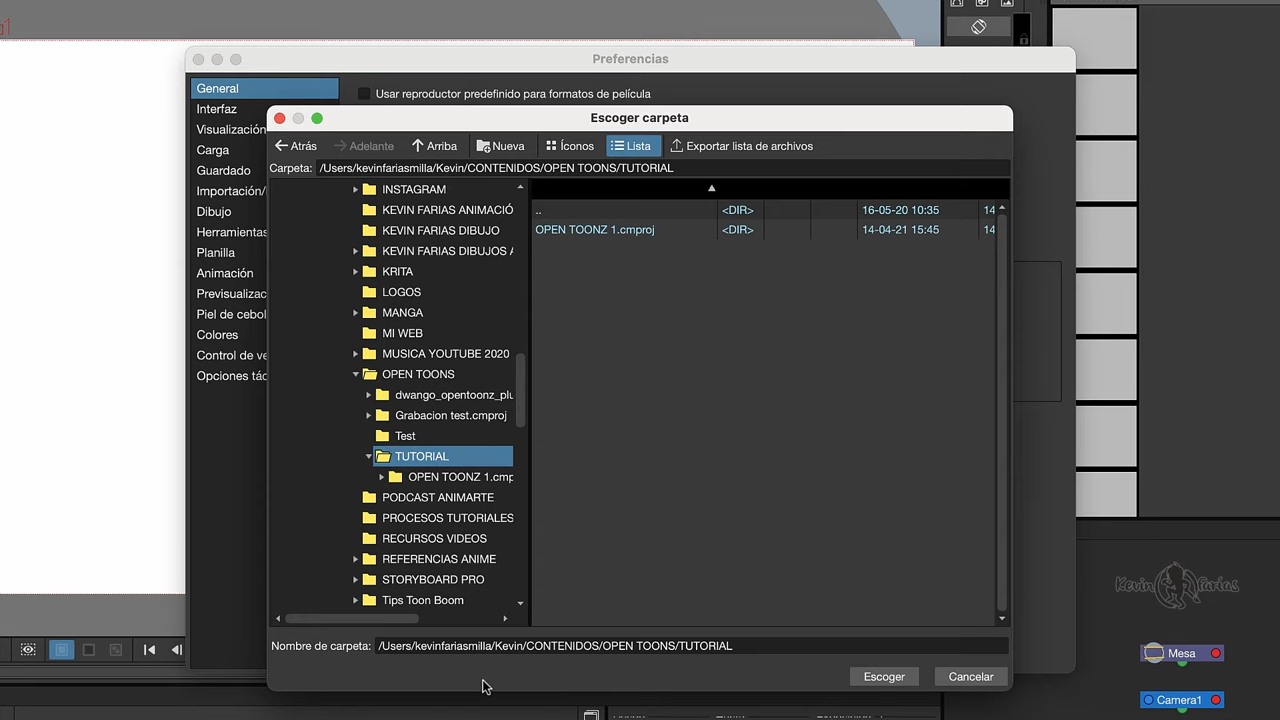 Preferencias
General
Usar reproductor predefinido para formatos de película
Interfaz
Visualización
Carga
Guardado
Importación/
Dibujo
Herramientas
Planilla
Animación
Previsualizac
Piel de cebol
Colores
Control de ve
Opciones tác
Escoger carpeta
Atrás
Adelante
Arriba
Nueva
Íconos
Lista
Exportar lista de archivos
Carpeta: /Users/kevinfariasmilla/Kevin/CONTENIDOS/OPEN TOONS/TUTORIAL
INSTAGRAM
KEVIN FARIAS ANIMACIÓ
KEVIN FARIAS DIBUJO
KEVIN FARIAS DIBUJOS A
KRITA
LOGOS
MANGA
MI WEB
MUSICA YOUTUBE 2020
OPEN TOONS
dwango_opentoonz_plu
Grabacion test.cmproj
Test
TUTORIAL
OPEN TOONZ 1.cmp
PODCAST ANIMARTE
PROCESOS TUTORIALES
RECURSOS VIDEOS
REFERENCIAS ANIME
STORYBOARD PRO
Tips Toon Boom
.. <DIR> 16-05-20 10:35 14
OPEN TOONZ 1.cmproj <DIR> 14-04-21 15:45 14
Nombre de carpeta: /Users/kevinfariasmilla/Kevin/CONTENIDOS/OPEN TOONS/TUTORIAL
Escoger
Cancelar
Kevin farias
Mesa
Camera1